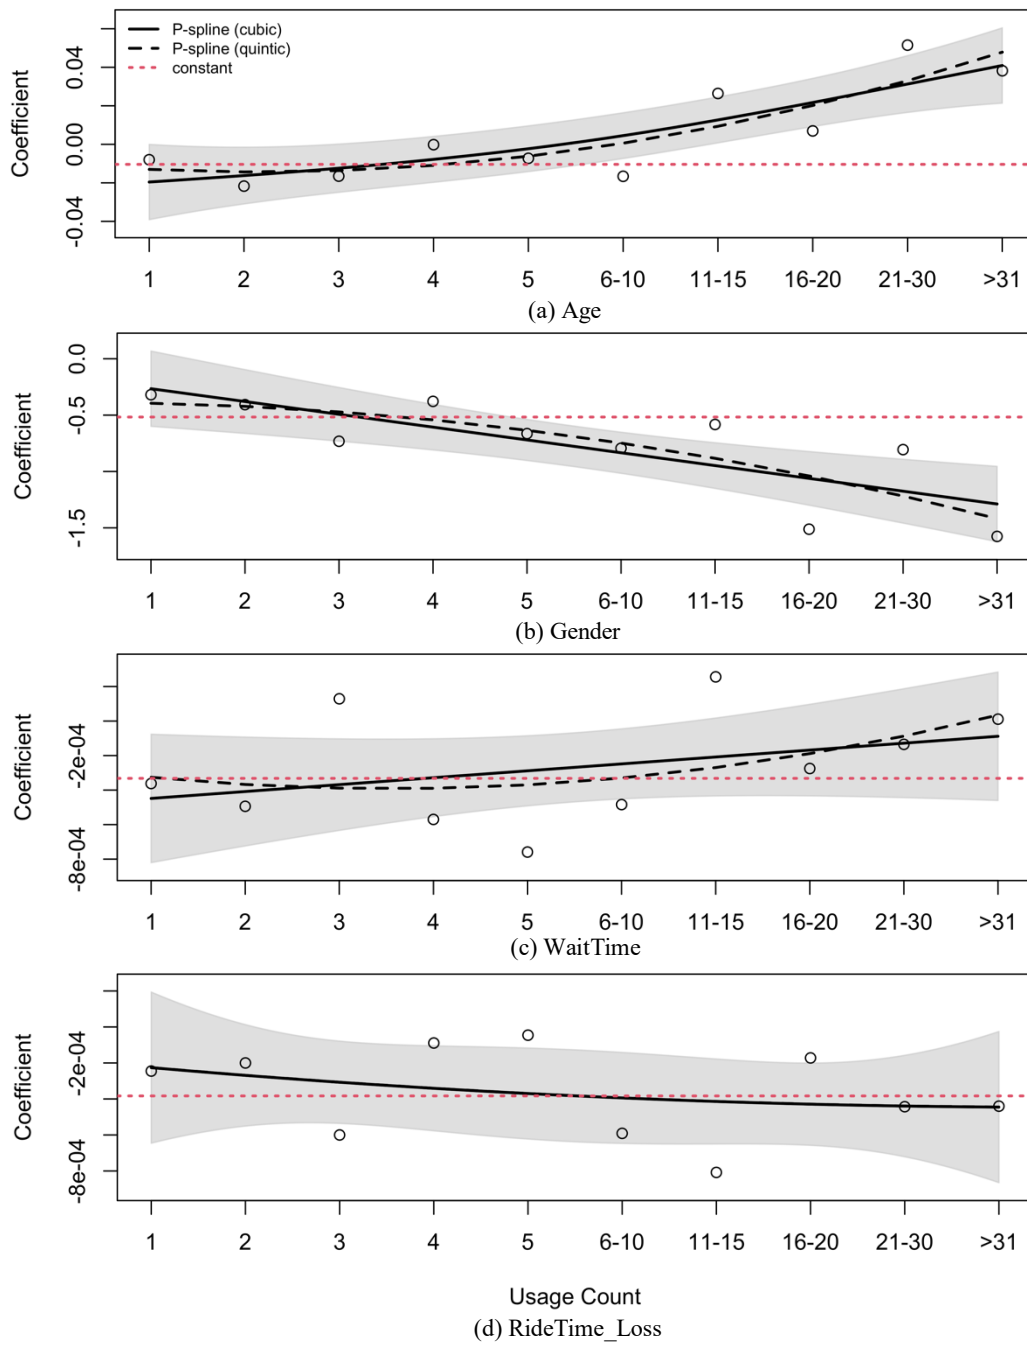 P-spline (cubic)
P-spline (quintic)
constant
Coefficient
0.04
0.00
-0.04
1 2 3 4 5 6-10 11-15 16-20 21-30 >31
(a) Age
Coefficient
0.0
-0.5
-1.5
1 2 3 4 5 6-10 11-15 16-20 21-30 >31
(b) Gender
Coefficient
-2e-04
-8e-04
1 2 3 4 5 6-10 11-15 16-20 21-30 >31
(c) WaitTime
Coefficient
-2e-04
-8e-04
1 2 3 4 5 6-10 11-15 16-20 21-30 >31
Usage Count
(d) RideTime_Loss